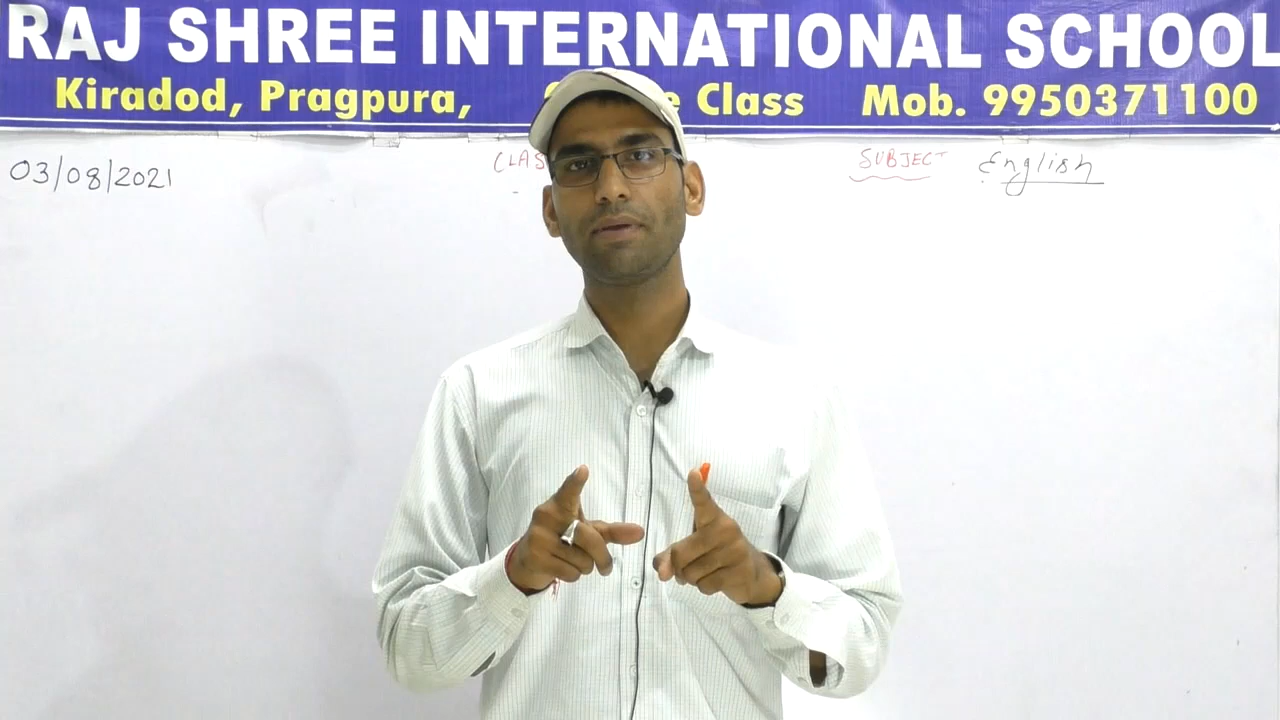 RAJ SHREE INTERNATIONAL SCHOOL
Kiradod, Pragpura, Class Mob. 9950371100
03/08/2021 SUBJECT English